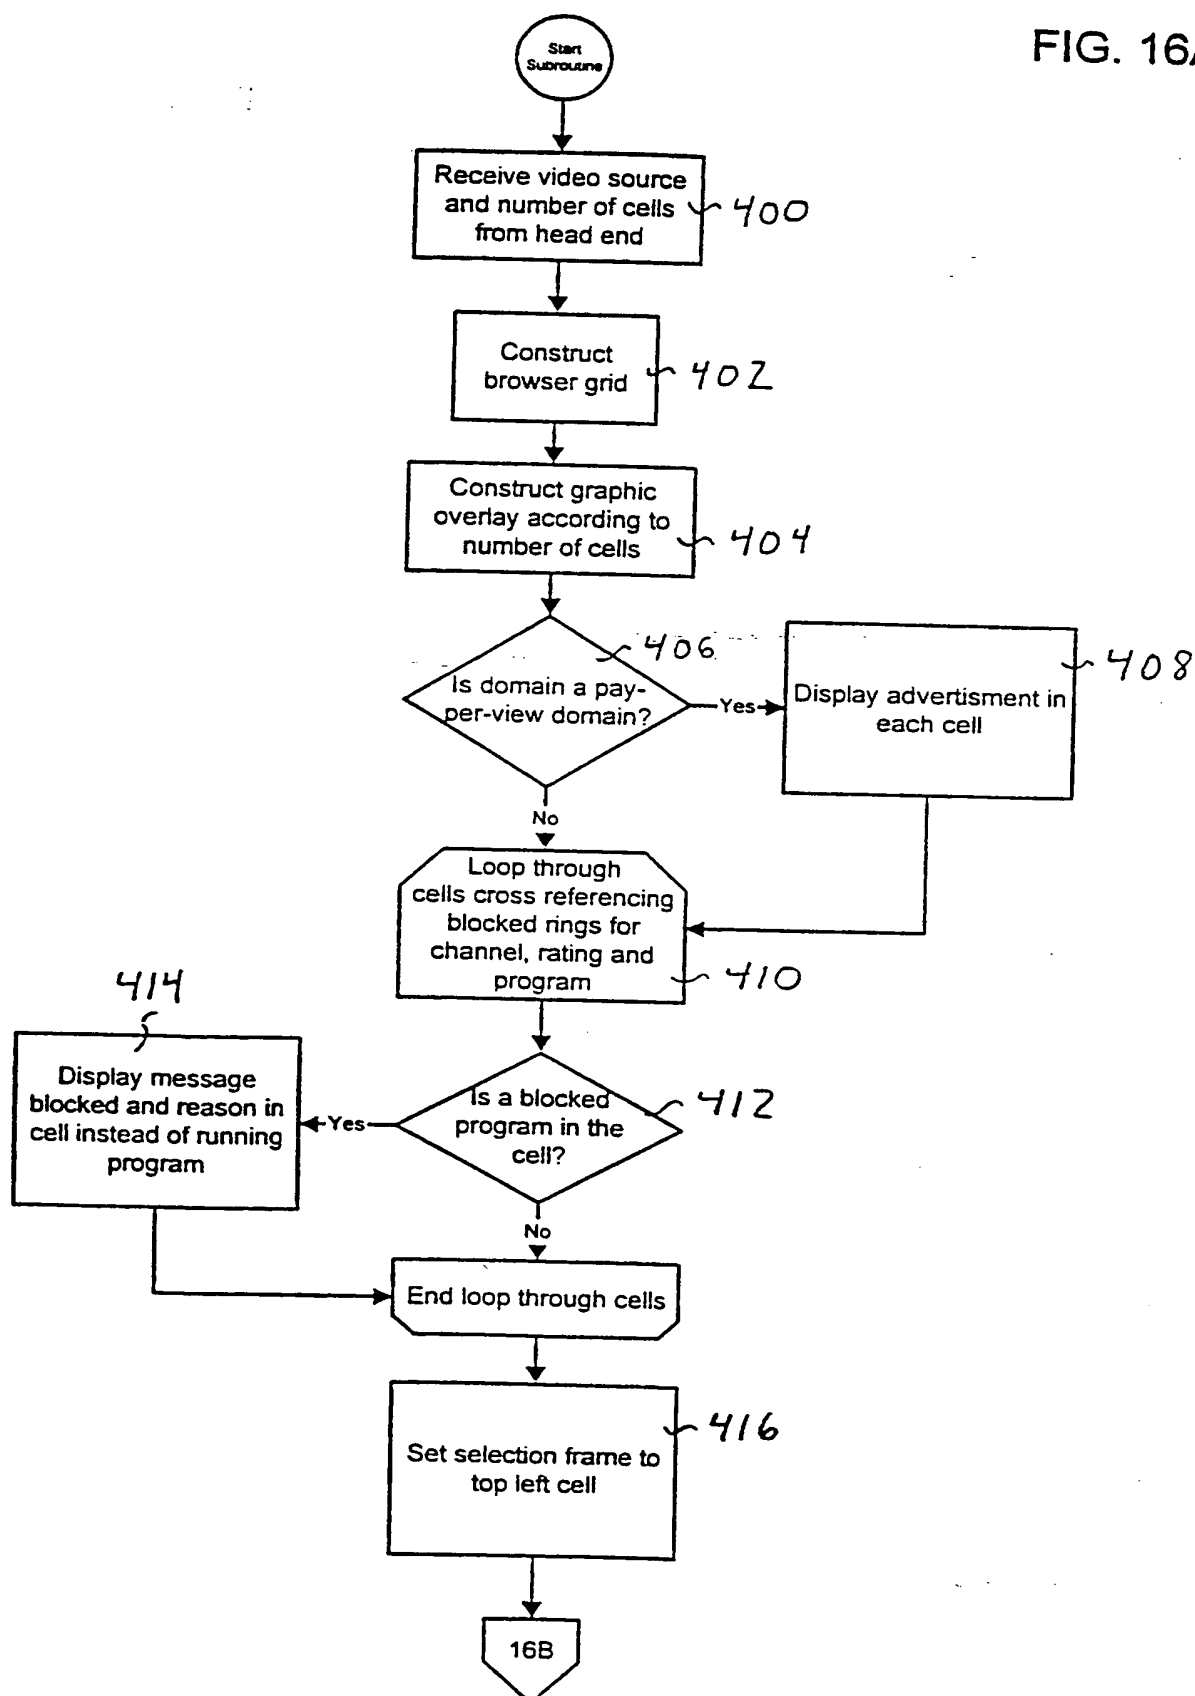 FIG. 16A
Start
Subroutine
Receive video source
and number of cells
from head end
400
Construct
browser grid
402
Construct graphic
overlay according to
number of cells
404
406
Is domain a pay-
per-view domain?
Yes
408
Display advertisment in
each cell
No
Loop through
cells cross referencing
blocked rings for
channel, rating and
program
410
414
Display message
blocked and reason in
cell instead of running
program
Yes
Is a blocked
program in the
cell?
412
No
End loop through cells
416
Set selection frame to
top left cell
16B